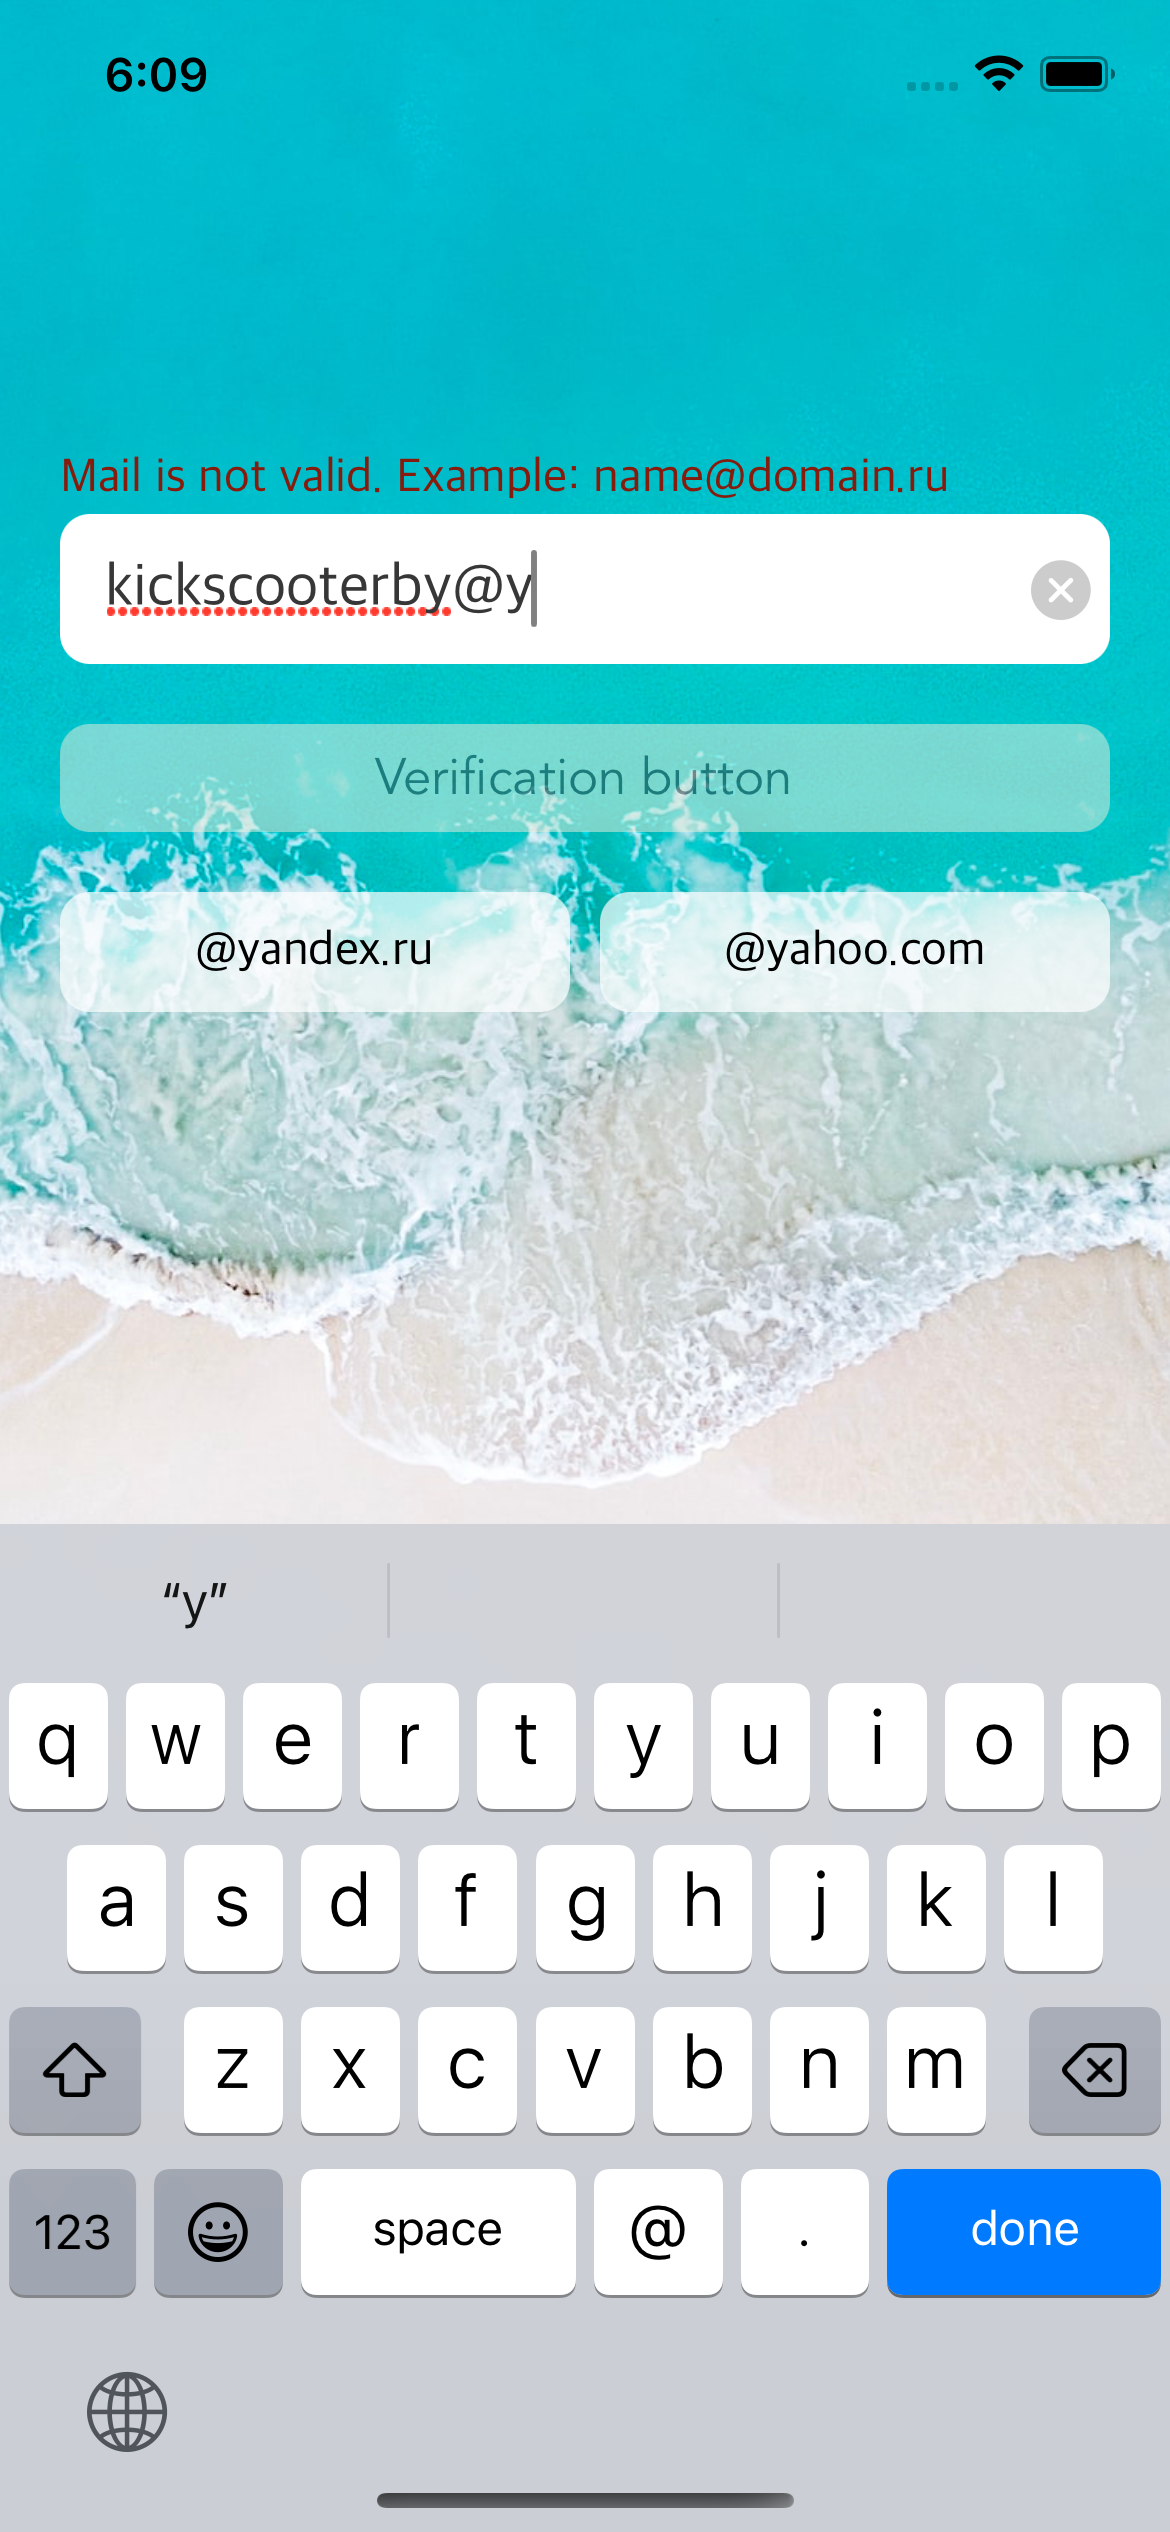 6:09
Mail is not valid. Example: name@domain.ru
kickscooterby@y
Verification button
@yandex.ru @yahoo.com
“y”
q w e r t y u i o p
a s d f g h j k l
z x c v b n m
123 space @ . done